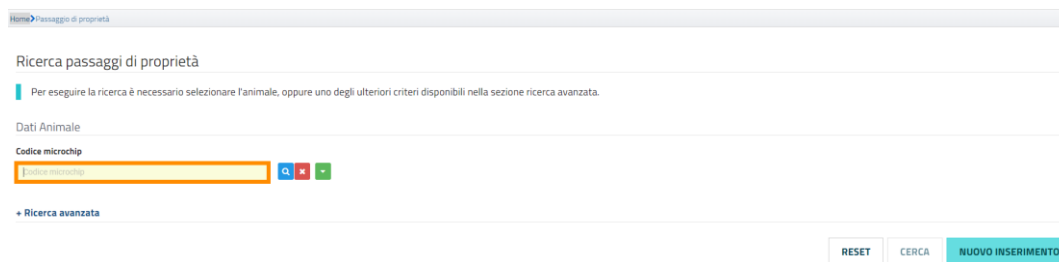 Home Passaggio di proprietà
Ricerca passaggi di proprietà
Per eseguire la ricerca è necessario selezionare l'animale, oppure uno degli ulteriori criteri disponibili nella sezione ricerca avanzata.
Dati Animale
Codice microchip
Codice microchip
+ Ricerca avanzata
RESET CERCA NUOVO INSERIMENTO